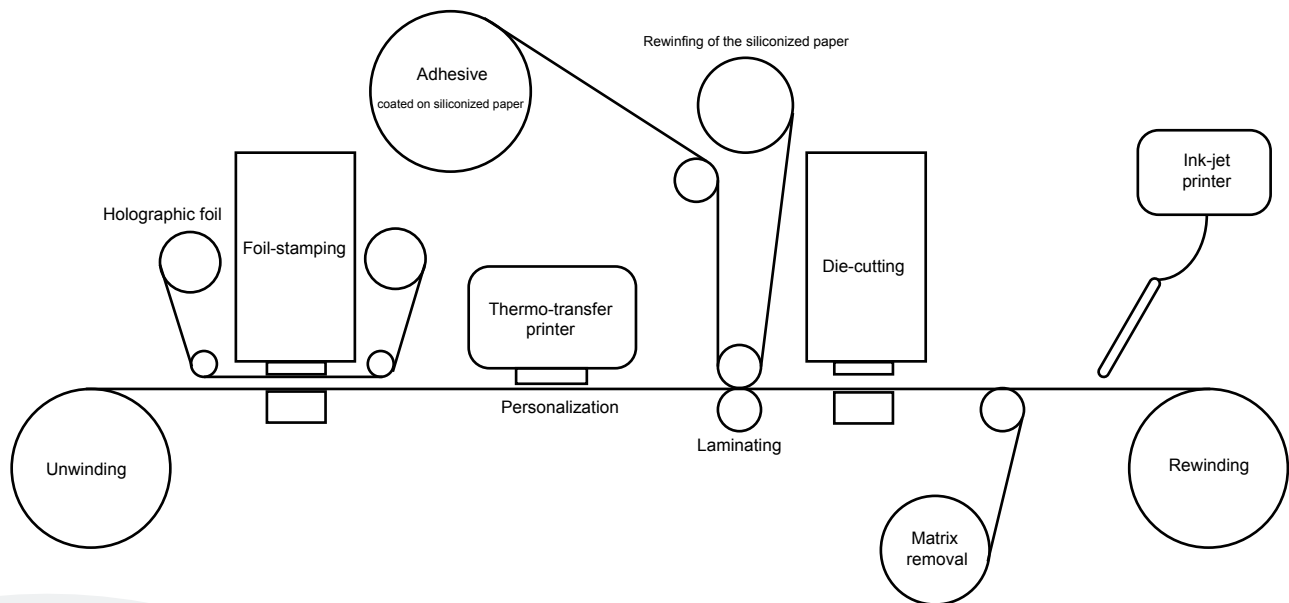 Rewinfing of the siliconized paper
Adhesive
coated on siliconized paper
Ink-jet
printer
Holographic foil
Foil-stamping
Die-cutting
Thermo-transfer
printer
Personalization
Laminating
Unwinding
Rewinding
Matrix
removal